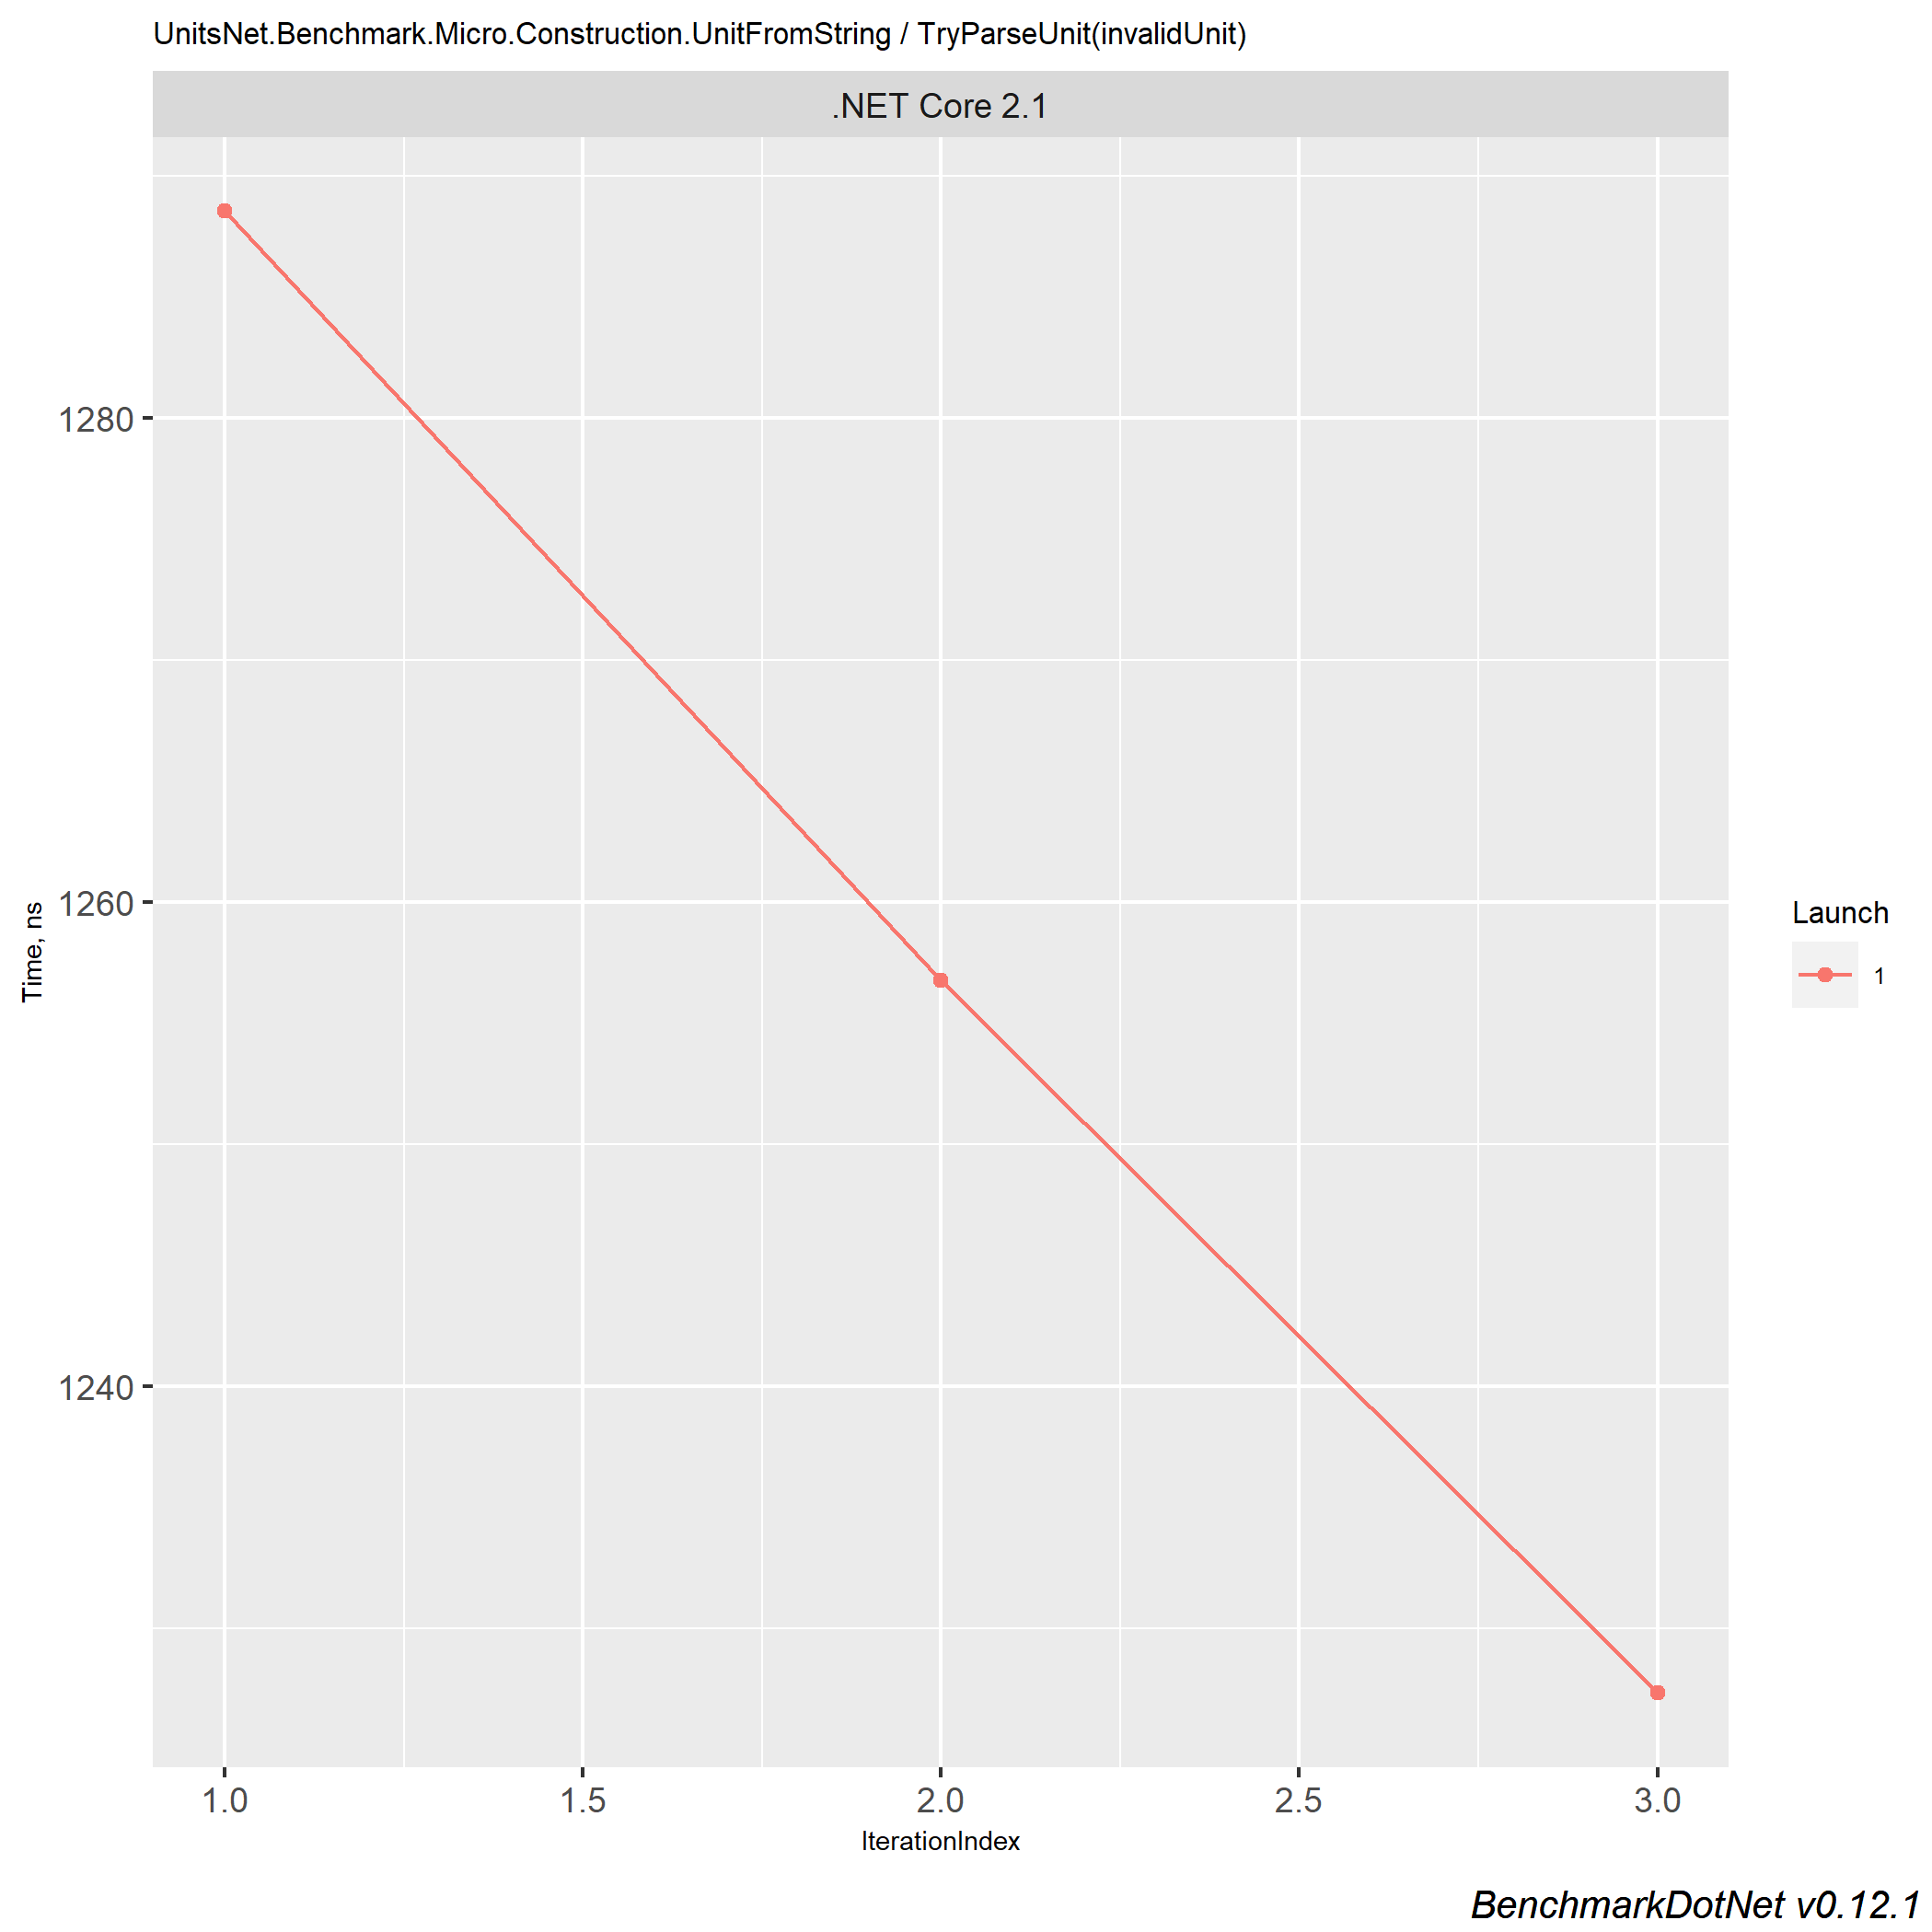 UnitsNet.Benchmark.Micro.Construction.UnitFromString / TryParseUnit(invalidUnit)
.NET Core 2.1
1280
1260
1240
Time, ns
1.0 1.5 2.0 2.5 3.0
IterationIndex
Launch
1
BenchmarkDotNet v0.12.1